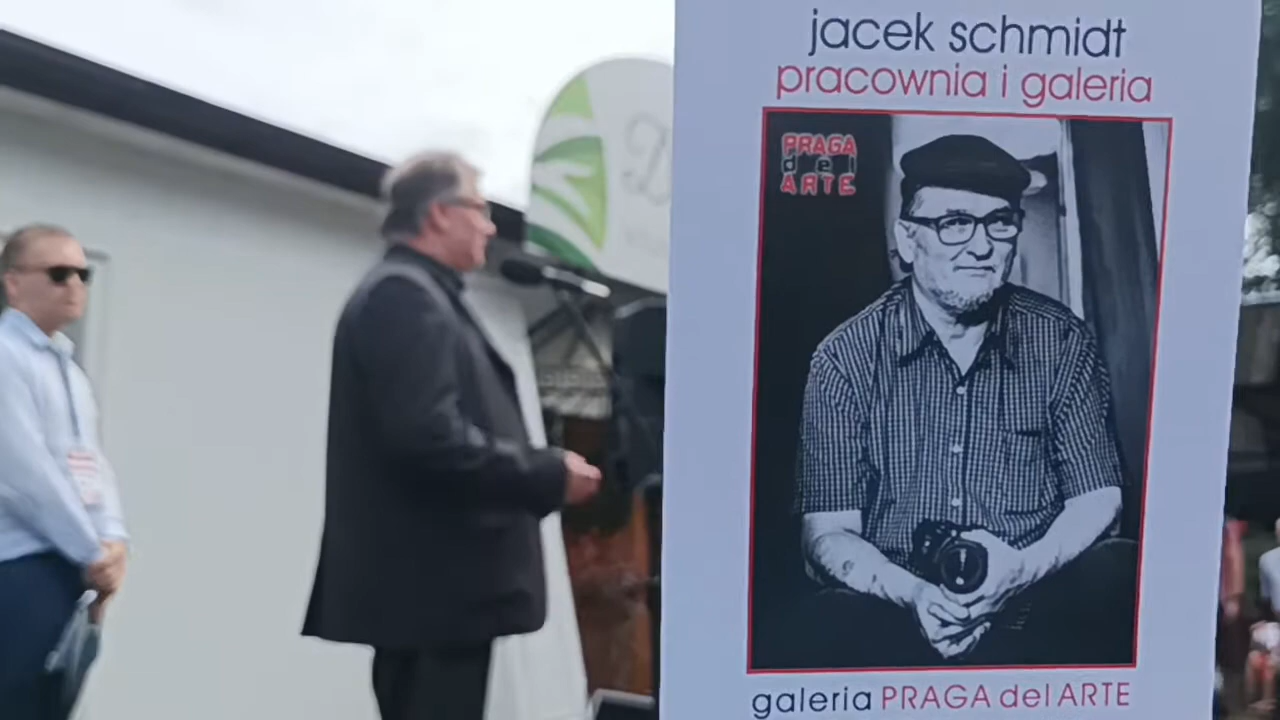 jacek schmidt
pracownia i galeria
PRAGA
del
ARTE
galeria PRAGA del ARTE